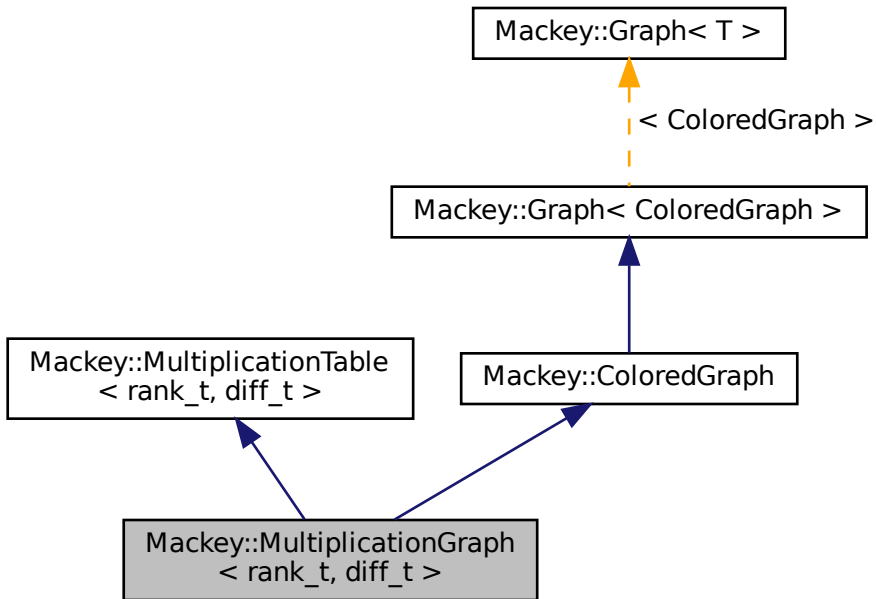 Mackey::Graph< T >
< ColoredGraph >
Mackey::Graph< ColoredGraph >
Mackey::MultiplicationTable
< rank_t, diff_t >
Mackey::ColoredGraph
Mackey::MultiplicationGraph
< rank_t, diff_t >